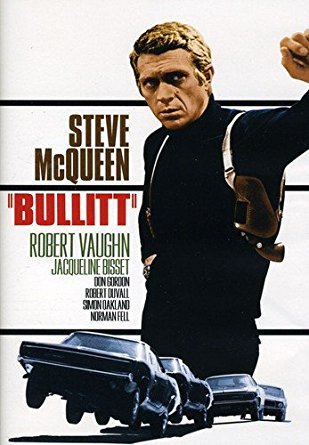 STEVE
McQUEEN
"BULLITT"
ROBERT VAUGHN
JACQUELINE BISSET
DON GORDON
ROBERT DUVALL
SIMON OAKLAND
NORMAN FELL